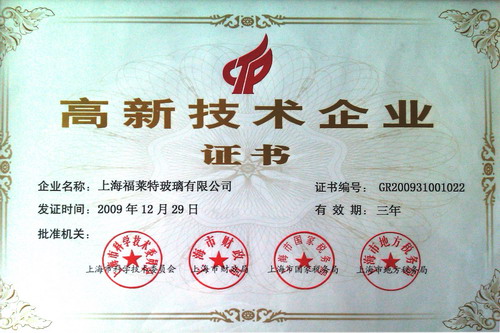 CTP
高新技术企业
证书
企业名称：上海福莱特玻璃有限公司 证书编号：GR200931001022
发证时间：2009年12月29日 有效期：三年
批准机关：
上海市科学技术委员会 上海市财政局 上海市国家税务局 上海市地方税务局